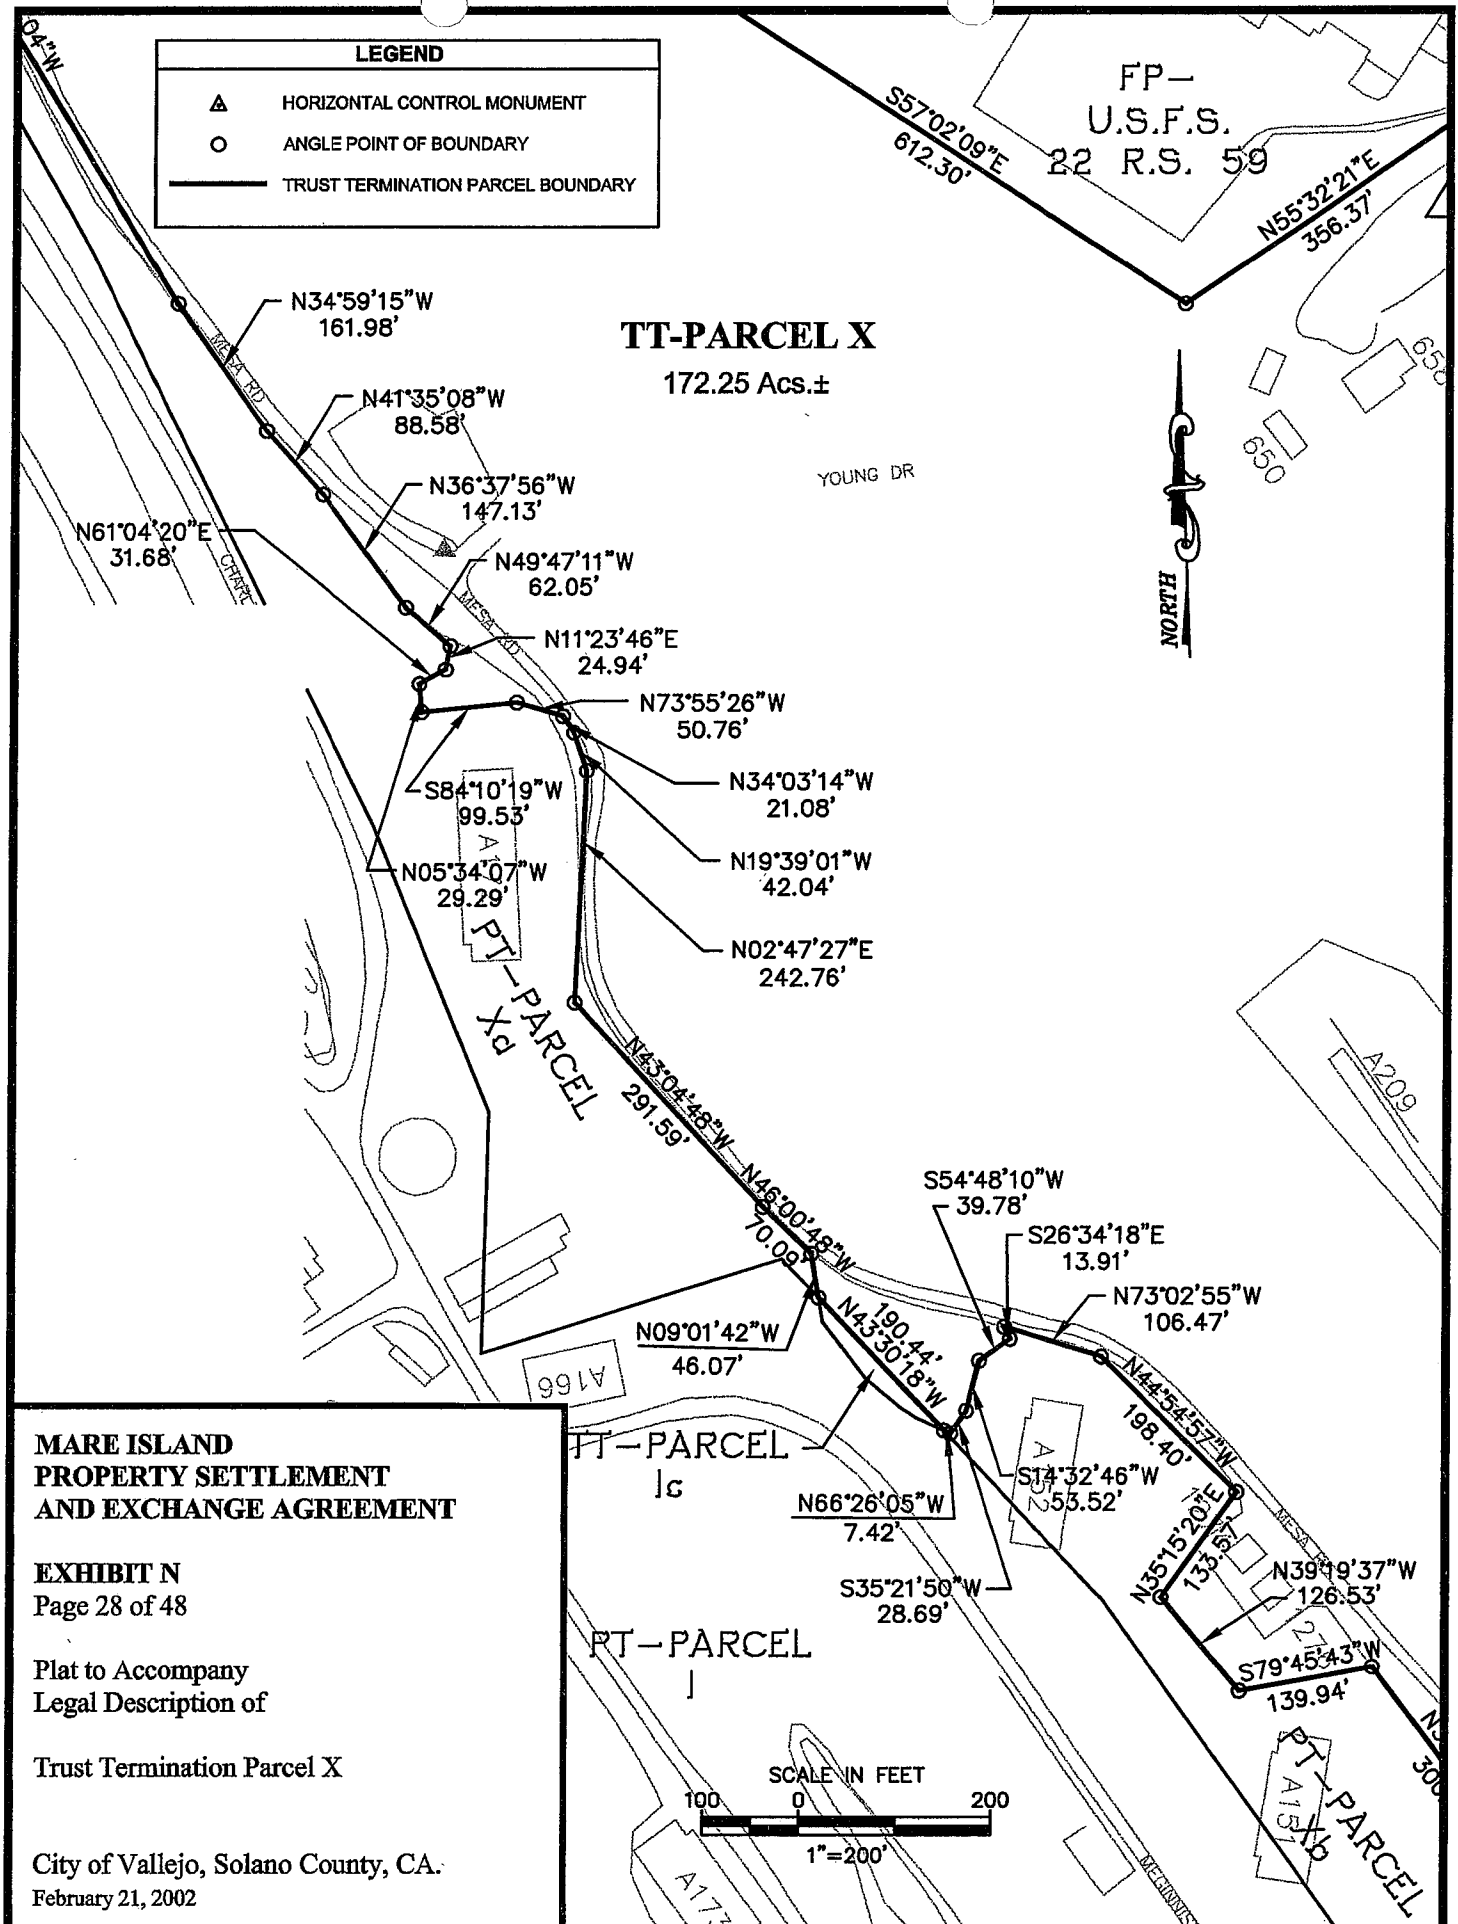 04"W
LEGEND
HORIZONTAL CONTROL MONUMENT
ANGLE POINT OF BOUNDARY
TRUST TERMINATION PARCEL BOUNDARY
FP-
U.S.F.S.
22 R.S. 59
S57°02'09"E
612.30'
N55°32'21"E
356.37'
N34°59'15"W
161.98'
MESA RD
TT-PARCEL X
172.25 Acs.±
658
N41°35'08"W
88.58'
650
YOUNG DR
N36°37'56"W
147.13'
N61°04'20"E
31.68'
N49°47'11"W
62.05'
MESA RD
NORTH
N11°23'46"E
24.94'
N73°55'26"W
50.76'
S84°10'19"W
99.53'
N34°03'14"W
21.08'
N05°34'07"W
29.29'
N19°39'01"W
42.04'
N02°47'27"E
242.76'
PT-PARCEL
Xd
N43°04'48"W
291.59'
A209
N46°00'48"W
70.09'
S54°48'10"W
39.78'
S26°34'18"E
13.91'
N73°02'55"W
106.47'
N09°01'42"W
46.07'
190.44'
N43°30'18"W
A166
N44°54'57"W
198.40'
TT-PARCEL
Ic
A152
S14°32'46"W
53.52'
N66°26'05"W
7.42'
N35°15'20"E
N39°19'37"W
126.53'
S35°21'50"W
28.69'
PT-PARCEL
I
S79°45'43"W
139.94'
300
PT-PARCEL
Xb
A173
SCALE IN FEET
100 0 200
1"=200'
MARE ISLAND
PROPERTY SETTLEMENT
AND EXCHANGE AGREEMENT
EXHIBIT N
Page 28 of 48
Plat to Accompany
Legal Description of
Trust Termination Parcel X
City of Vallejo, Solano County, CA.
February 21, 2002